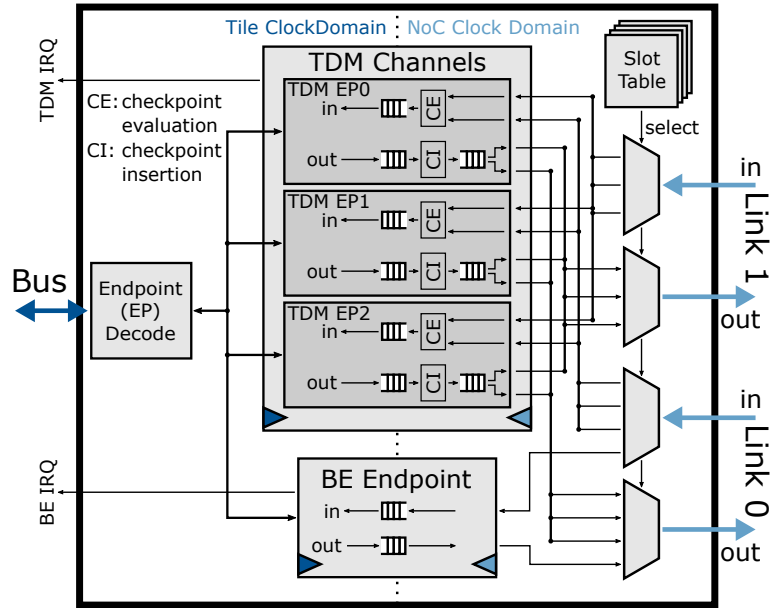 Tile ClockDomain
NoC Clock Domain
TDM IRQ
CE: checkpoint
evaluation
CI: checkpoint
insertion
TDM Channels
TDM EP0
in
CE
out
CI
TDM EP1
in
CE
out
CI
TDM EP2
in
CE
out
CI
Slot
Table
select
in
Link 1
out
in
Link 0
out
Bus
Endpoint
(EP)
Decode
BE IRQ
BE Endpoint
in
out